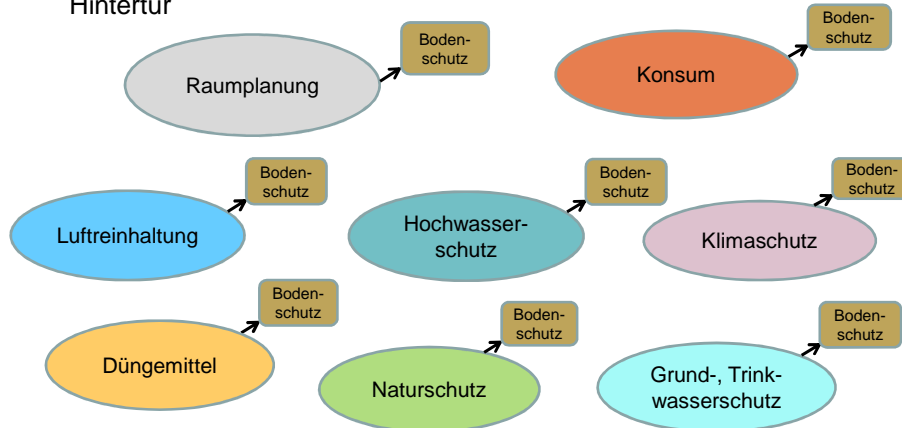 Hintertür
Boden-
schutz
Raumplanung
Boden-
schutz
Konsum
Boden-
schutz
Luftreinhaltung
Boden-
schutz
Hochwasser-
schutz
Boden-
schutz
Klimaschutz
Boden-
schutz
Düngemittel
Boden-
schutz
Naturschutz
Boden-
schutz
Grund-, Trink-
wasserschutz